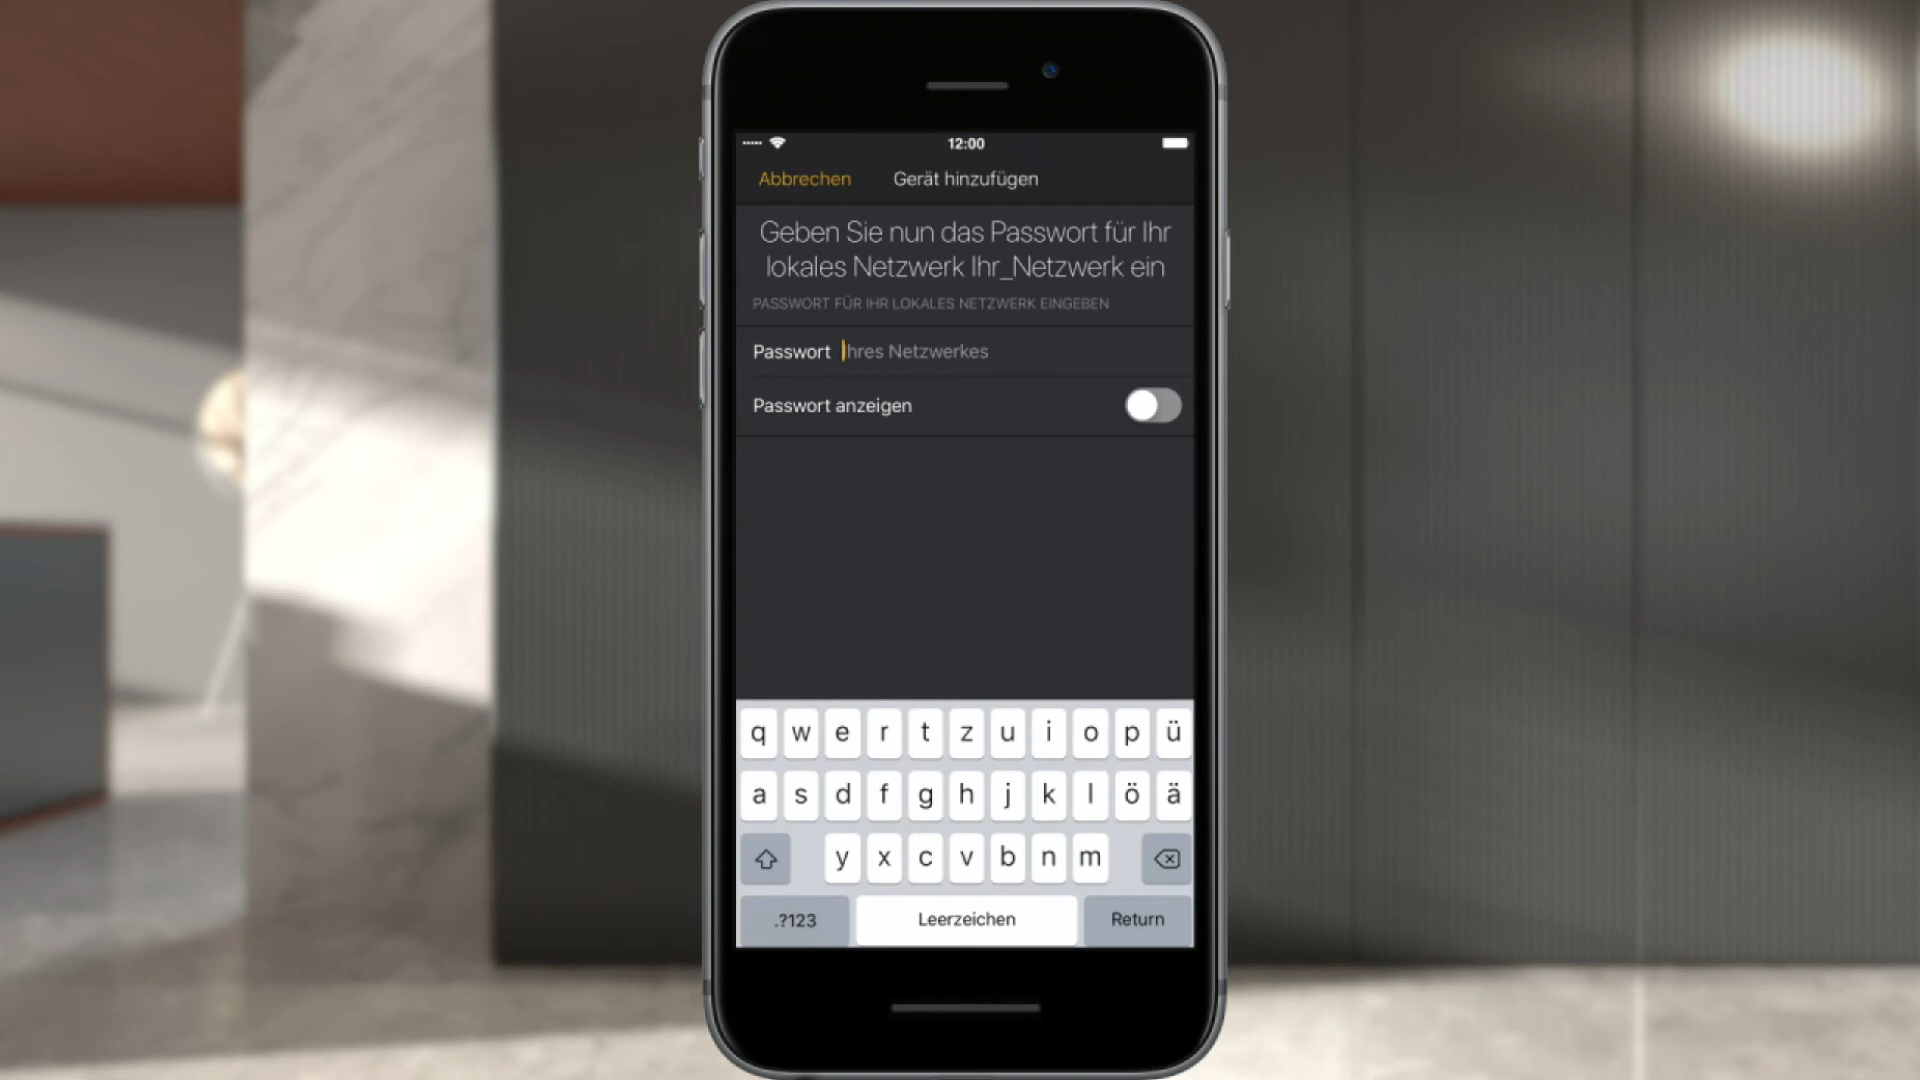 12:00
Abbrechen Gerät hinzufügen
Geben Sie nun das Passwort für Ihr
lokales Netzwerk Ihr_Netzwerk ein
PASSWORT FÜR IHR LOKALES NETZWERK EINGEBEN
Passwort Ihres Netzwerkes
Passwort anzeigen
q w e r t z u i o p ü
a s d f g h j k l ö ä
y x c v b n m
.?123 Leerzeichen Return